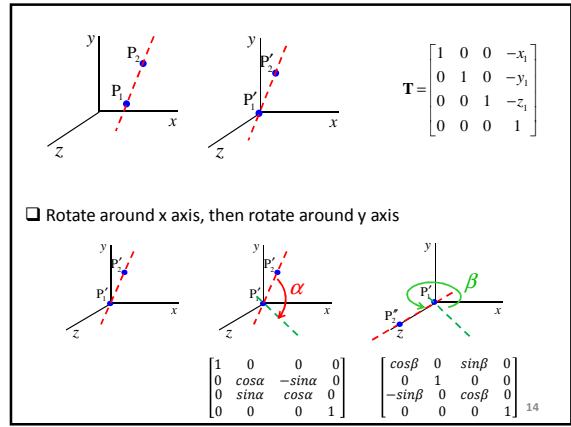 y
P₂
P₁
x
z
y
P₂′
P₁′
x
z
T = [1 0 0 −x₁
0 1 0 −y₁
0 0 1 −z₁
0 0 0 1]
❑ Rotate around x axis, then rotate around y axis
y
P₂′
P₁′
x
z
y
P₂′
P₁′
α
x
z
y
P₁′
β
P₂″
x
z
[1 0 0 0
0 cosα −sinα 0
0 sinα cosα 0
0 0 0 1]
[cosβ 0 sinβ 0
0 1 0 0
−sinβ 0 cosβ 0
0 0 0 1]
14